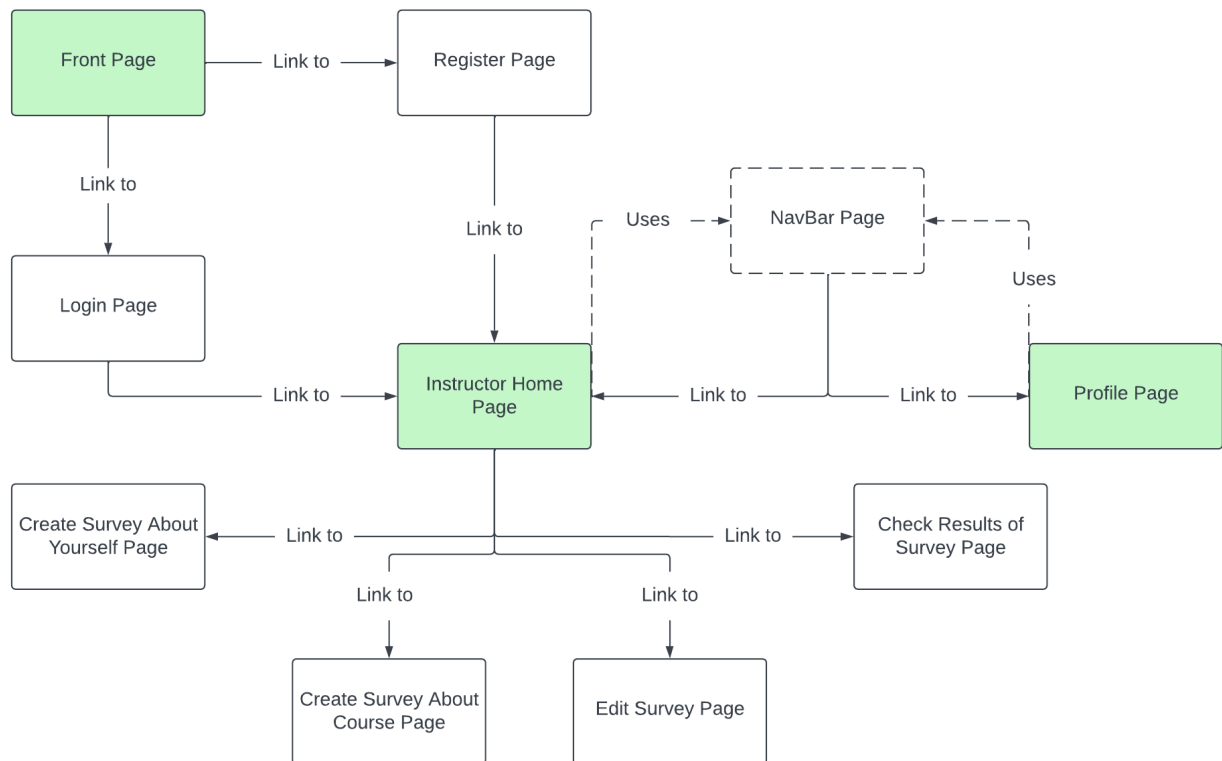 Front Page
Link to
Register Page
Link to
Link to
NavBar Page
Uses
Uses
Login Page
Instructor Home
Page
Link to
Link to
Link to
Profile Page
Create Survey About
Yourself Page
Link to
Link to
Check Results of
Survey Page
Link to
Link to
Create Survey About
Course Page
Edit Survey Page